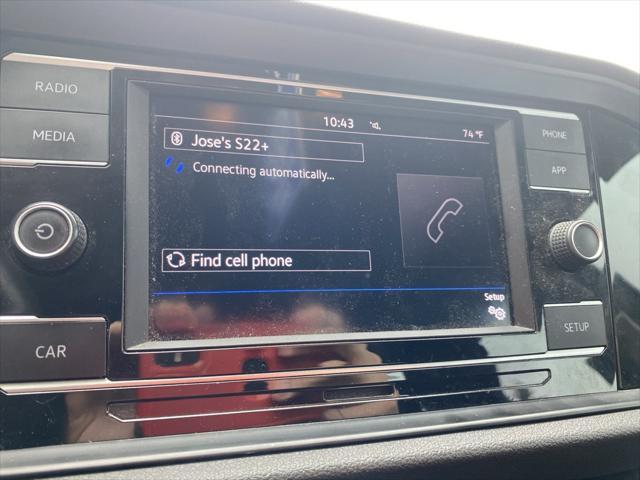 RADIO
MEDIA
CAR
10:43
74 °F
Jose's S22+
Connecting automatically...
Find cell phone
Setup
PHONE
APP
SETUP